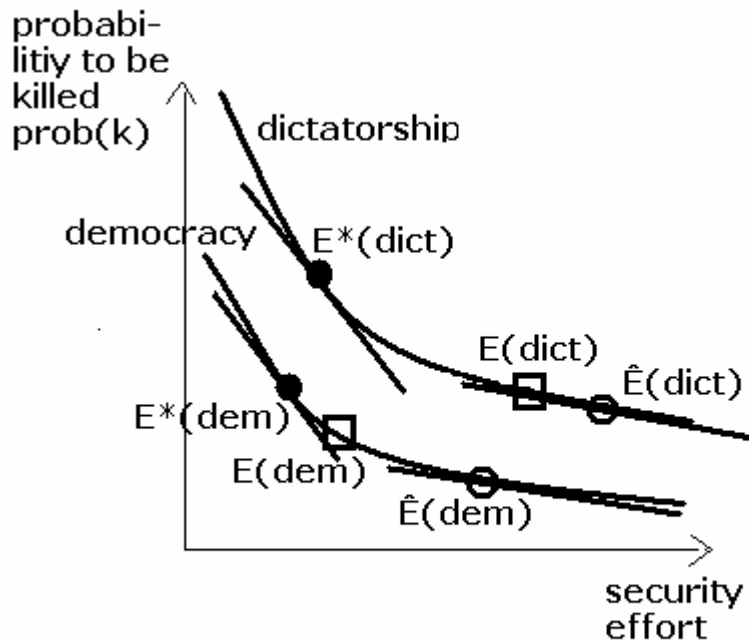 probabi-
litiy to be
killed
prob(k)
dictatorship
democracy
E*(dict)
E(dict)
Ê(dict)
E*(dem)
E(dem)
Ê(dem)
security
effort